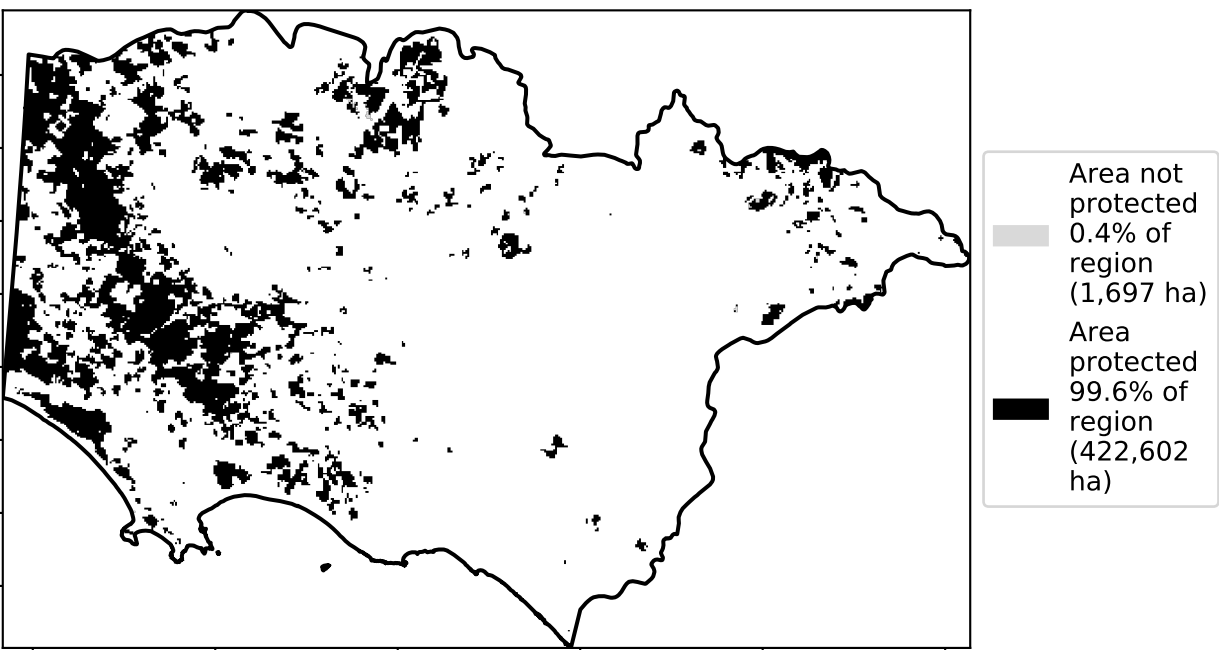 Area not
protected
0.4% of
region
(1,697 ha)
Area
protected
99.6% of
region
(422,602
ha)